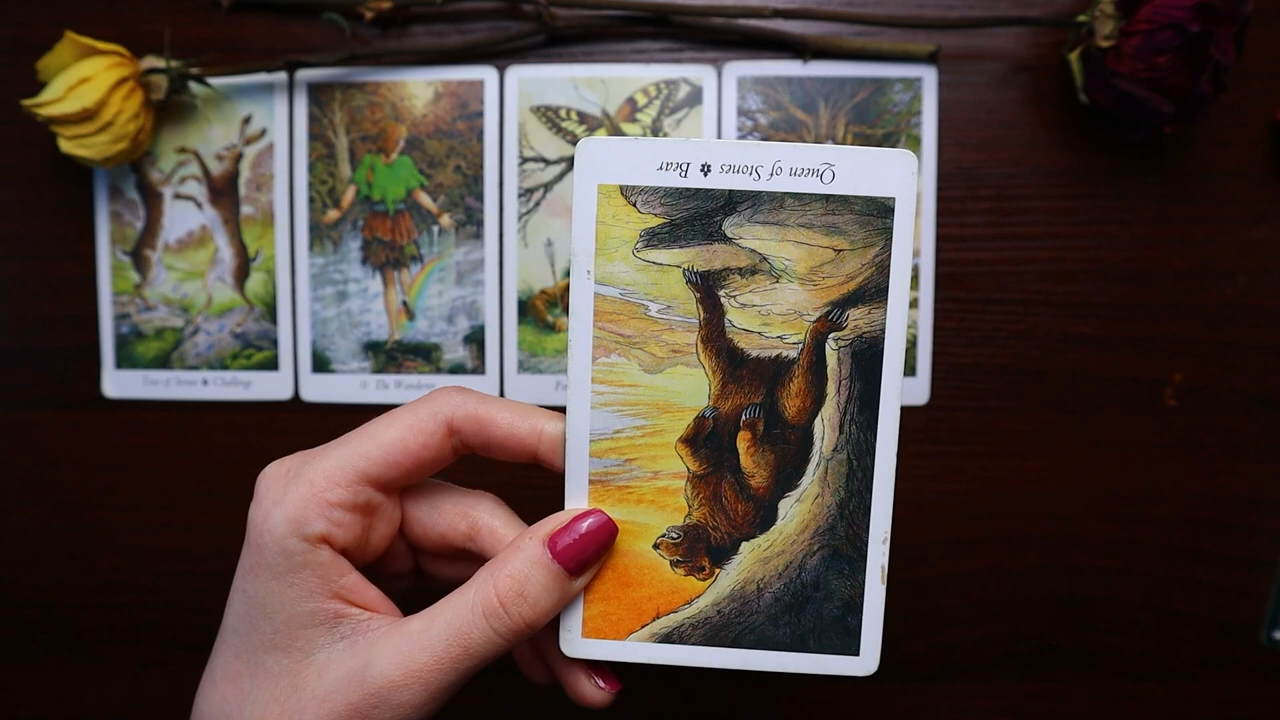 Queen of Stones Bear
Two of Stones Challenge
0 The Wanderer